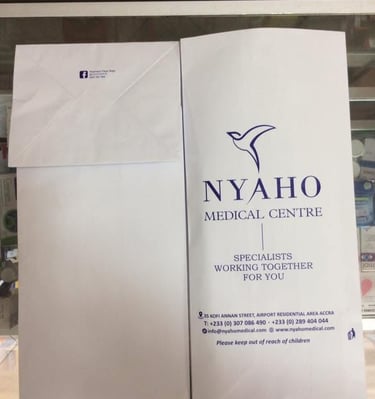 NYAHO
MEDICAL CENTRE
SPECIALISTS
WORKING TOGETHER
FOR YOU
35 KOFI ANNAN STREET, AIRPORT RESIDENTIAL AREA ACCRA
T: +233 (0) 307 086 490 - +233 (0) 289 404 044
info@nyahomedical.com www.nyahomedical.com
Please keep out of reach of children